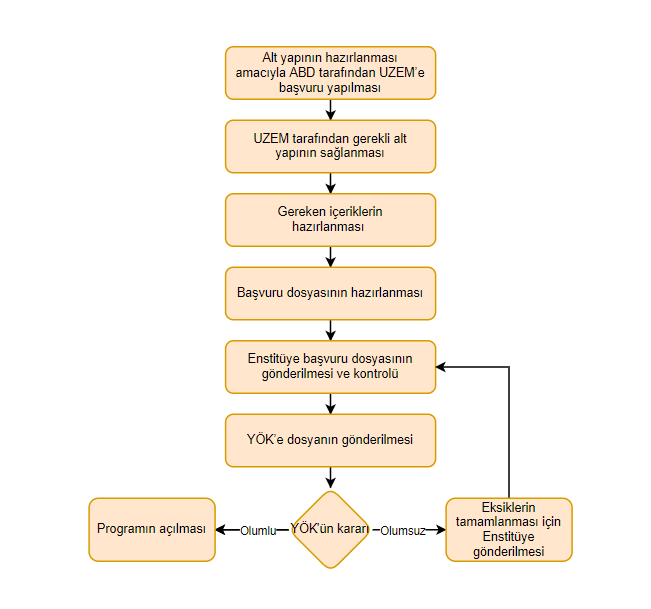 Alt yapının hazırlanması
amacıyla ABD tarafından UZEM'e
başvuru yapılması
UZEM tarafından gerekli alt
yapının sağlanması
Gereken içeriklerin
hazırlanması
Başvuru dosyasının hazırlanması
Enstitüye başvuru dosyasının
gönderilmesi ve kontrolü
YÖK'e dosyanın gönderilmesi
Programın açılması
Olumlu
YÖK'ün kararı
Olumsuz
Eksiklerin
tamamlanması için
Enstitüye
gönderilmesi